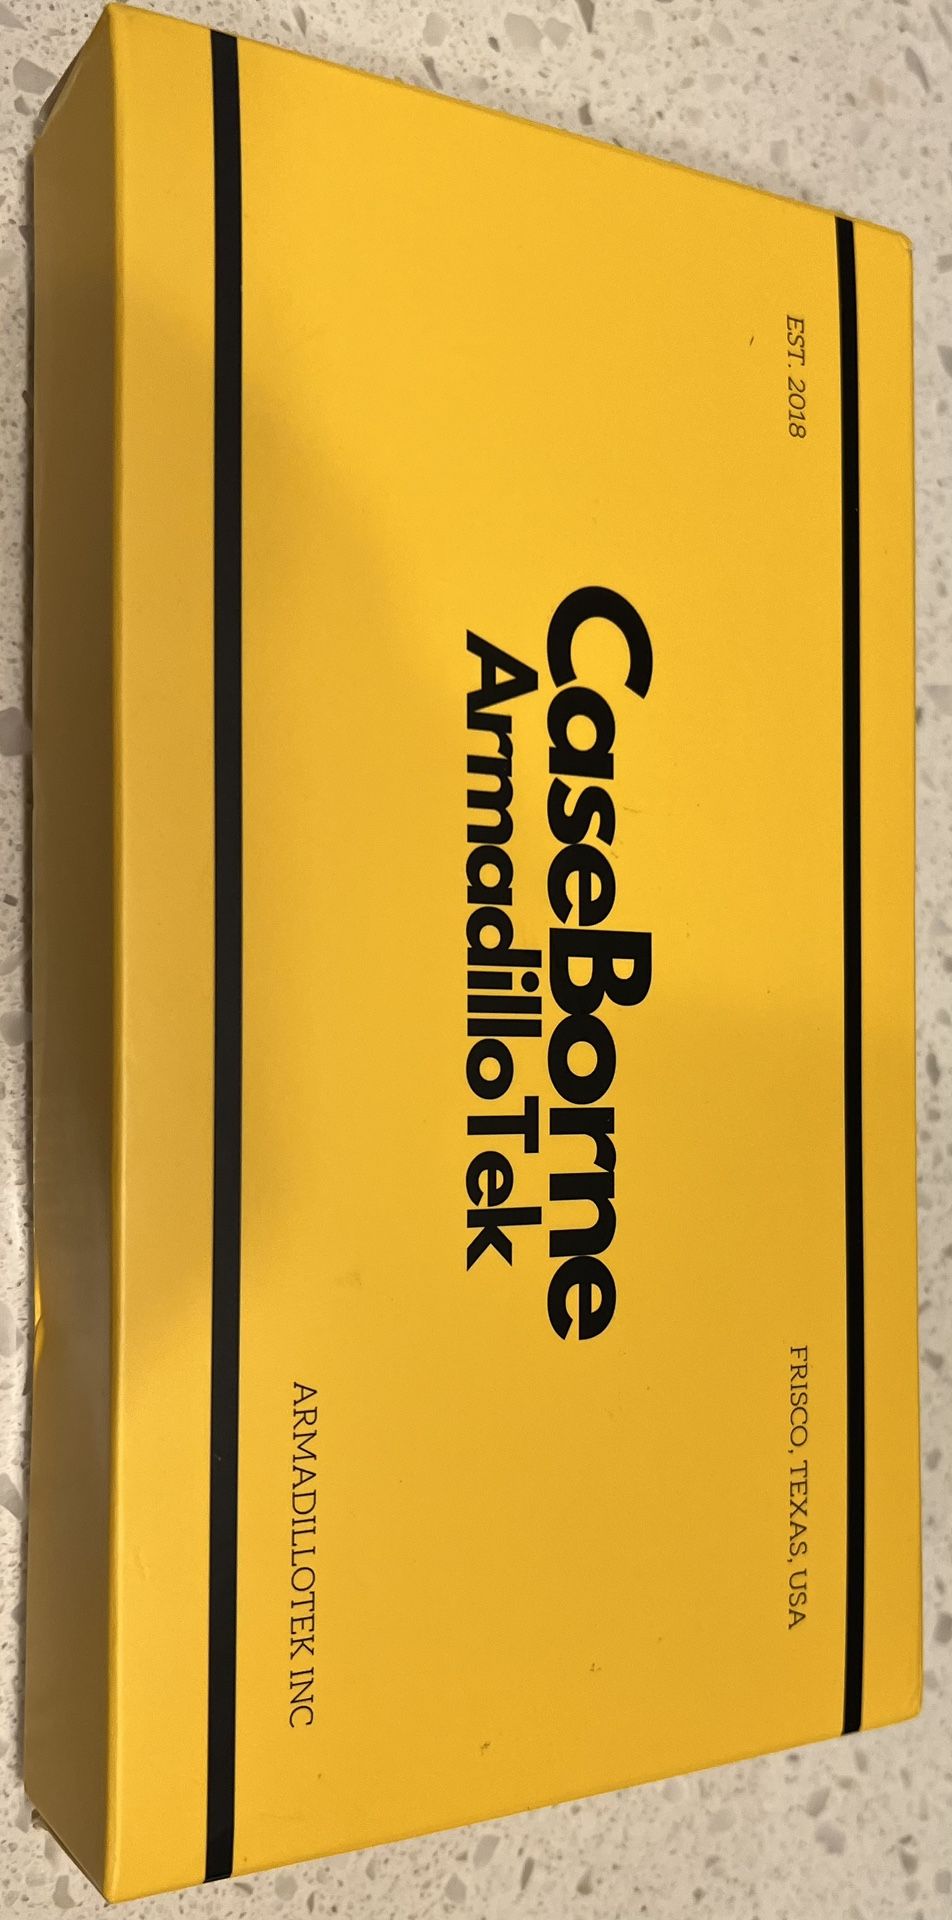 EST. 2018
FRISCO, TEXAS, USA
CaseBorne
ArmadilloTek
ARMADILLOTEK INC